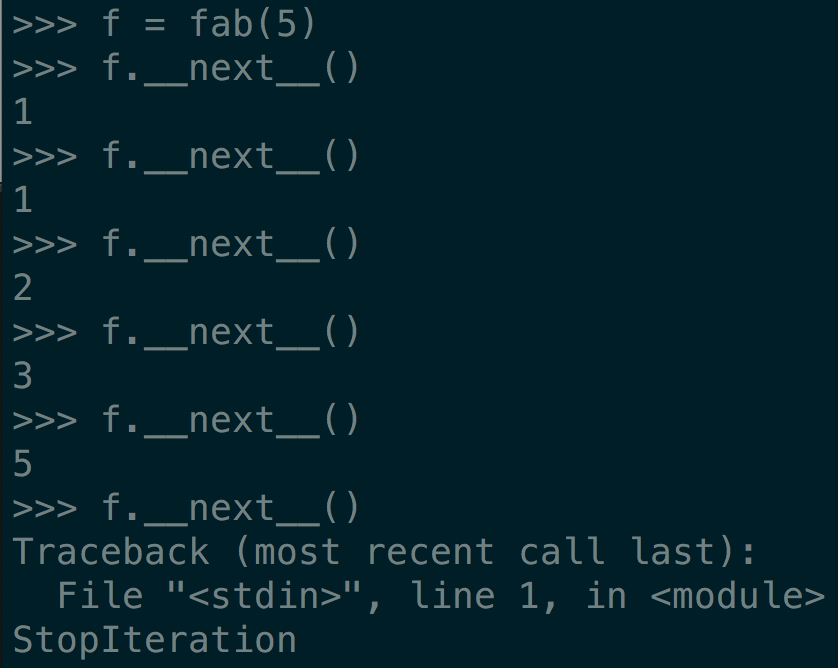 >>> f = fab(5)
>>> f.__next__()
1
>>> f.__next__()
1
>>> f.__next__()
2
>>> f.__next__()
3
>>> f.__next__()
5
>>> f.__next__()
Traceback (most recent call last):
  File "<stdin>", line 1, in <module>
StopIteration